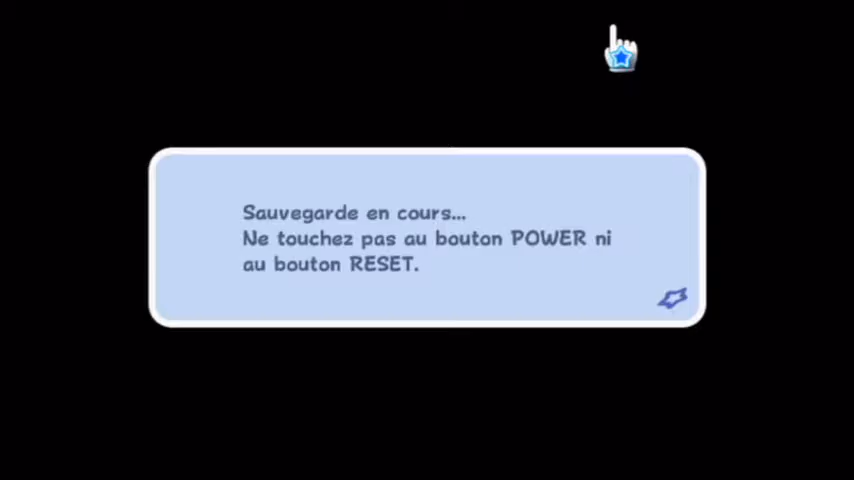 Sauvegarde en cours...
Ne touchez pas au bouton POWER ni
au bouton RESET.